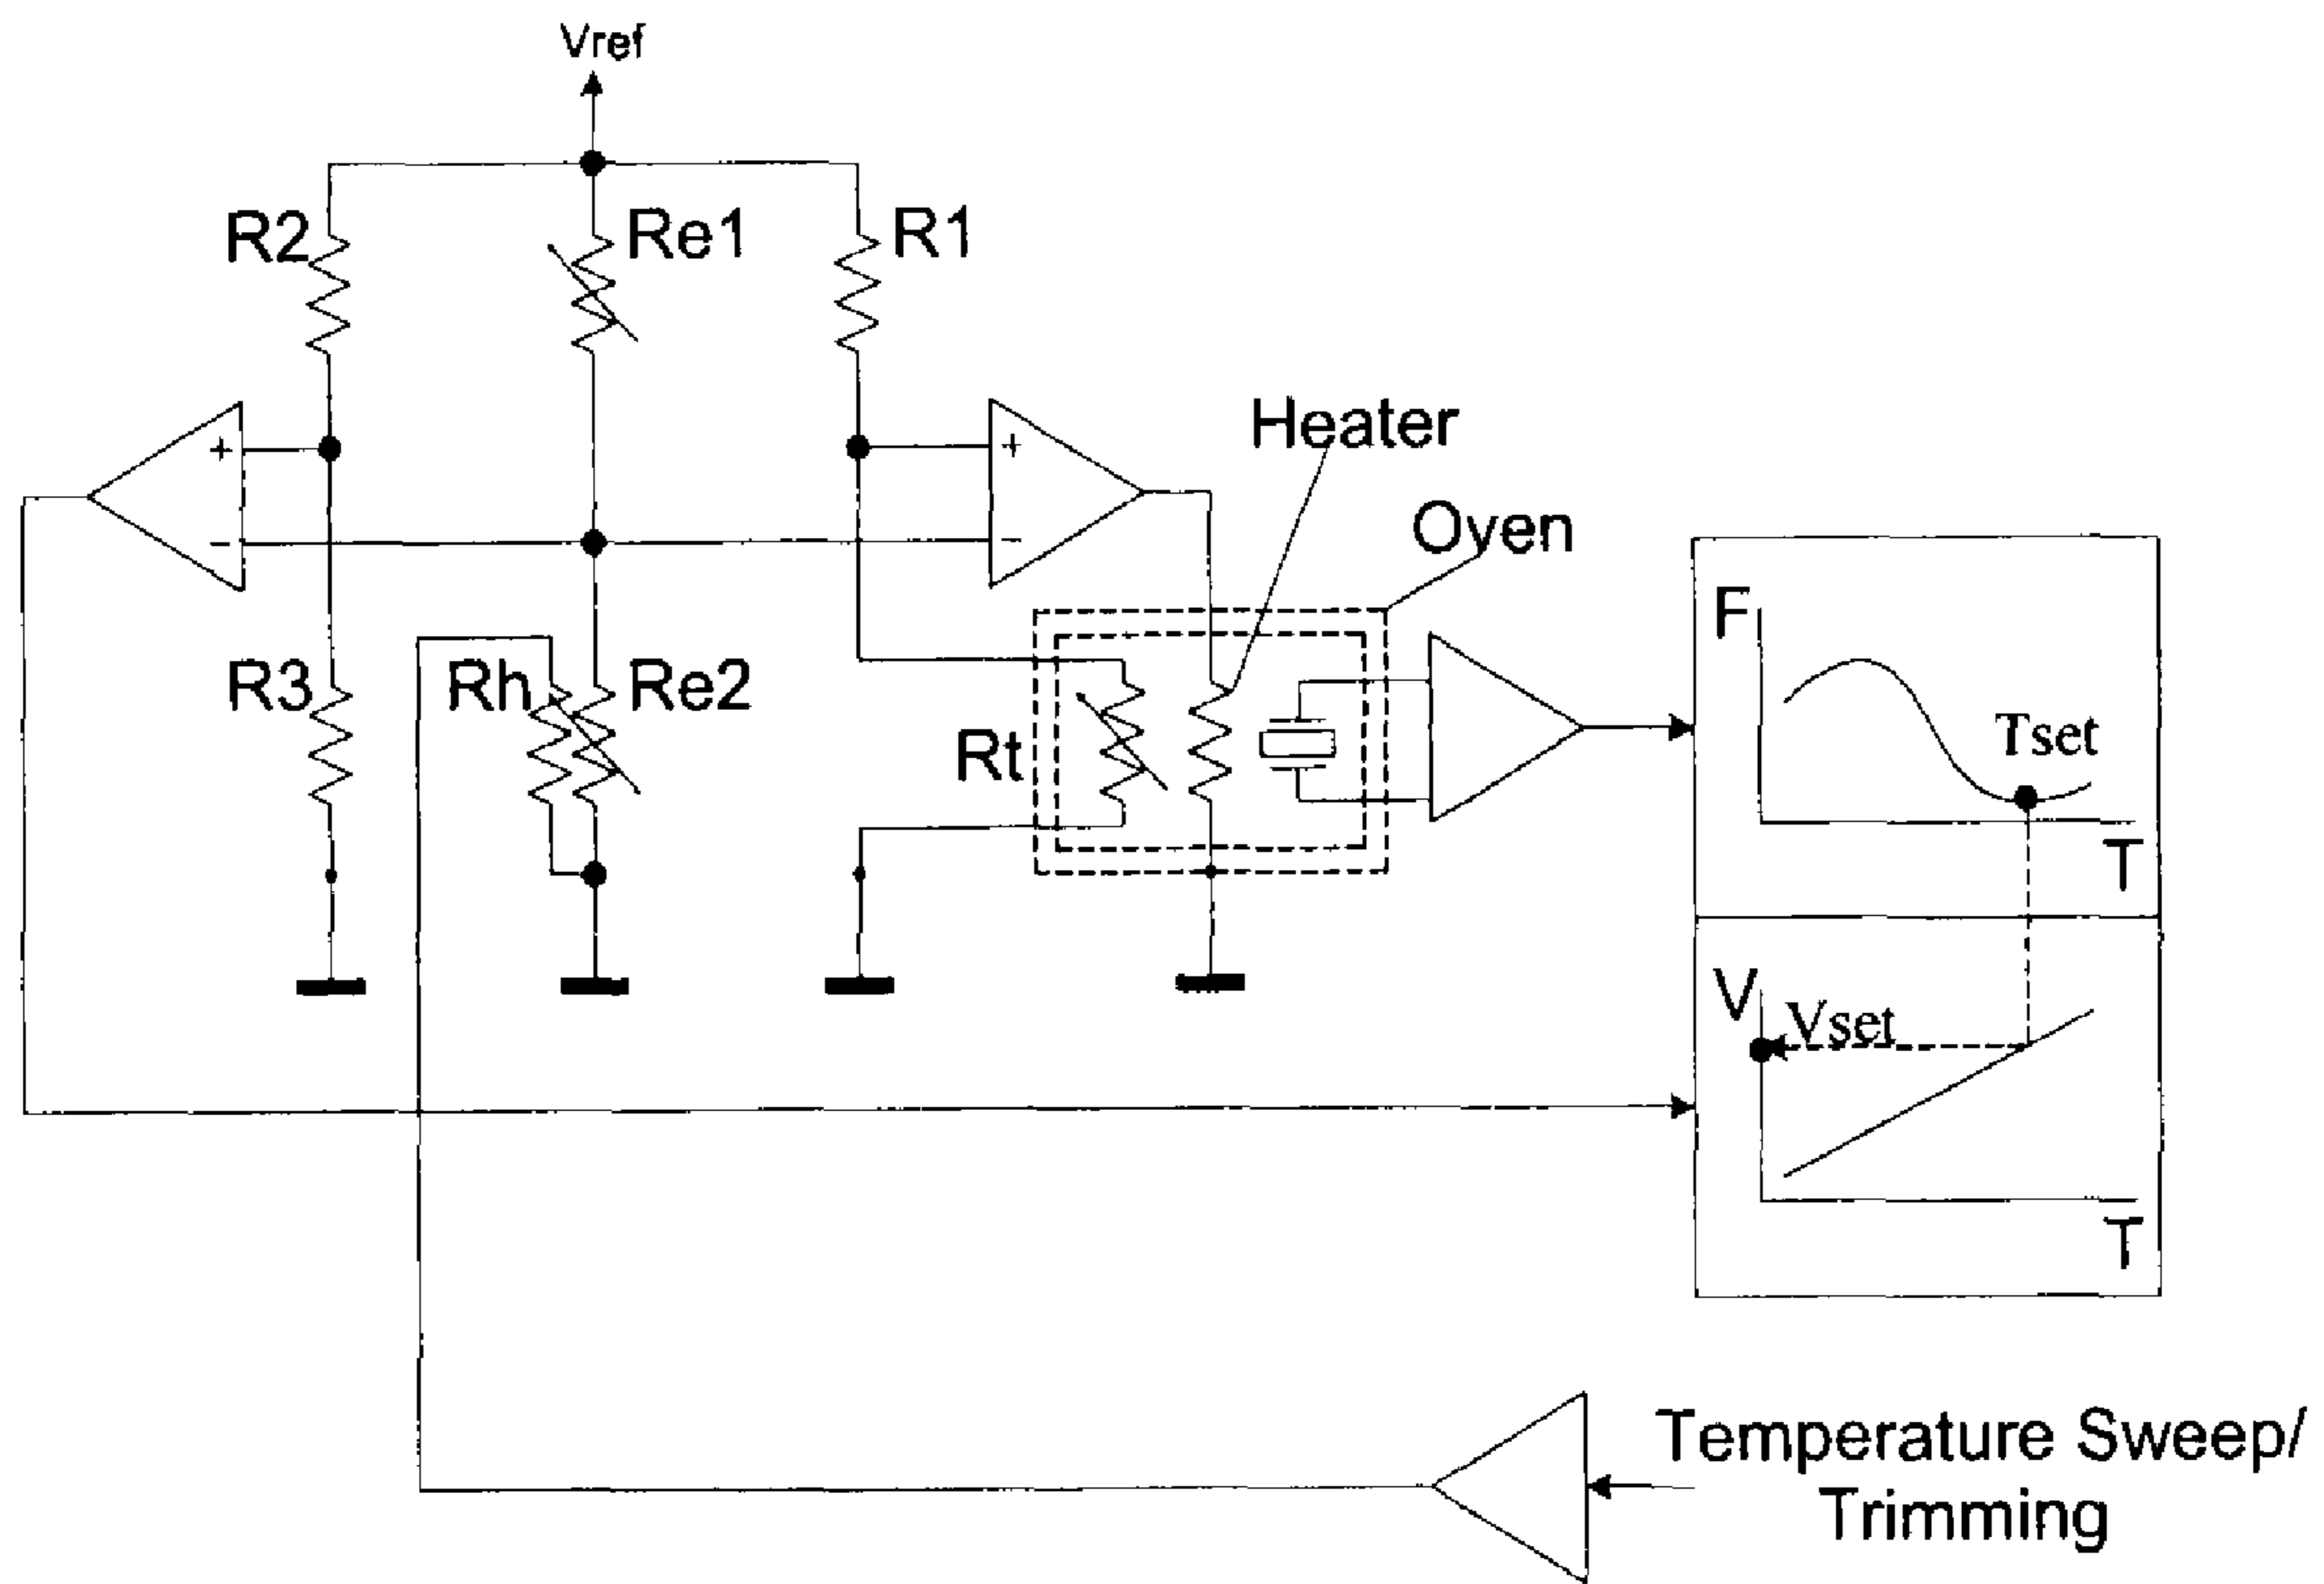 Vref
R2
Re1
R1
+
+
−
−
Heater
Oven
R3
Rh
Re2
Rt
F
Tset
T
V
Vset
T
Temperature Sweep/
Trimming